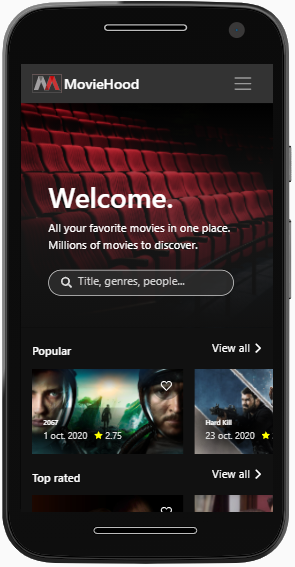 MovieHood
Welcome.
All your favorite movies in one place.
Millions of movies to discover.
Title, genres, people...
Popular
View all
2067
1 oct. 2020 2.75
Hard Kill
23 oct. 2020
Top rated
View all